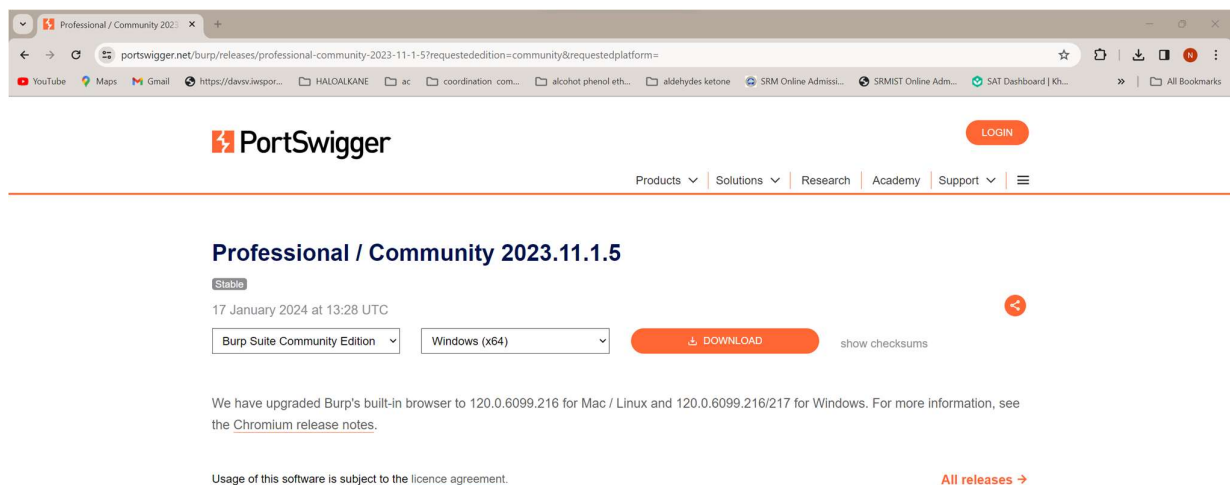 Professional / Community 2023
portswigger.net/burp/releases/professional-community-2023-11-1-5?requestededition=community&requestedplatform=
N
YouTube Maps Gmail https://davsv.iwspor... HALOALKANE ac coordination com... alcohot phenol eth... aldehydes ketone SRM Online Admissi... SRMIST Online Adm... SAT Dashboard | Kh... » All Bookmarks
PortSwigger
LOGIN
Products Solutions Research Academy Support
Professional / Community 2023.11.1.5
Stable
17 January 2024 at 13:28 UTC
Burp Suite Community Edition Windows (x64) DOWNLOAD show checksums
We have upgraded Burp's built-in browser to 120.0.6099.216 for Mac / Linux and 120.0.6099.216/217 for Windows. For more information, see
the Chromium release notes.
Usage of this software is subject to the licence agreement. All releases →